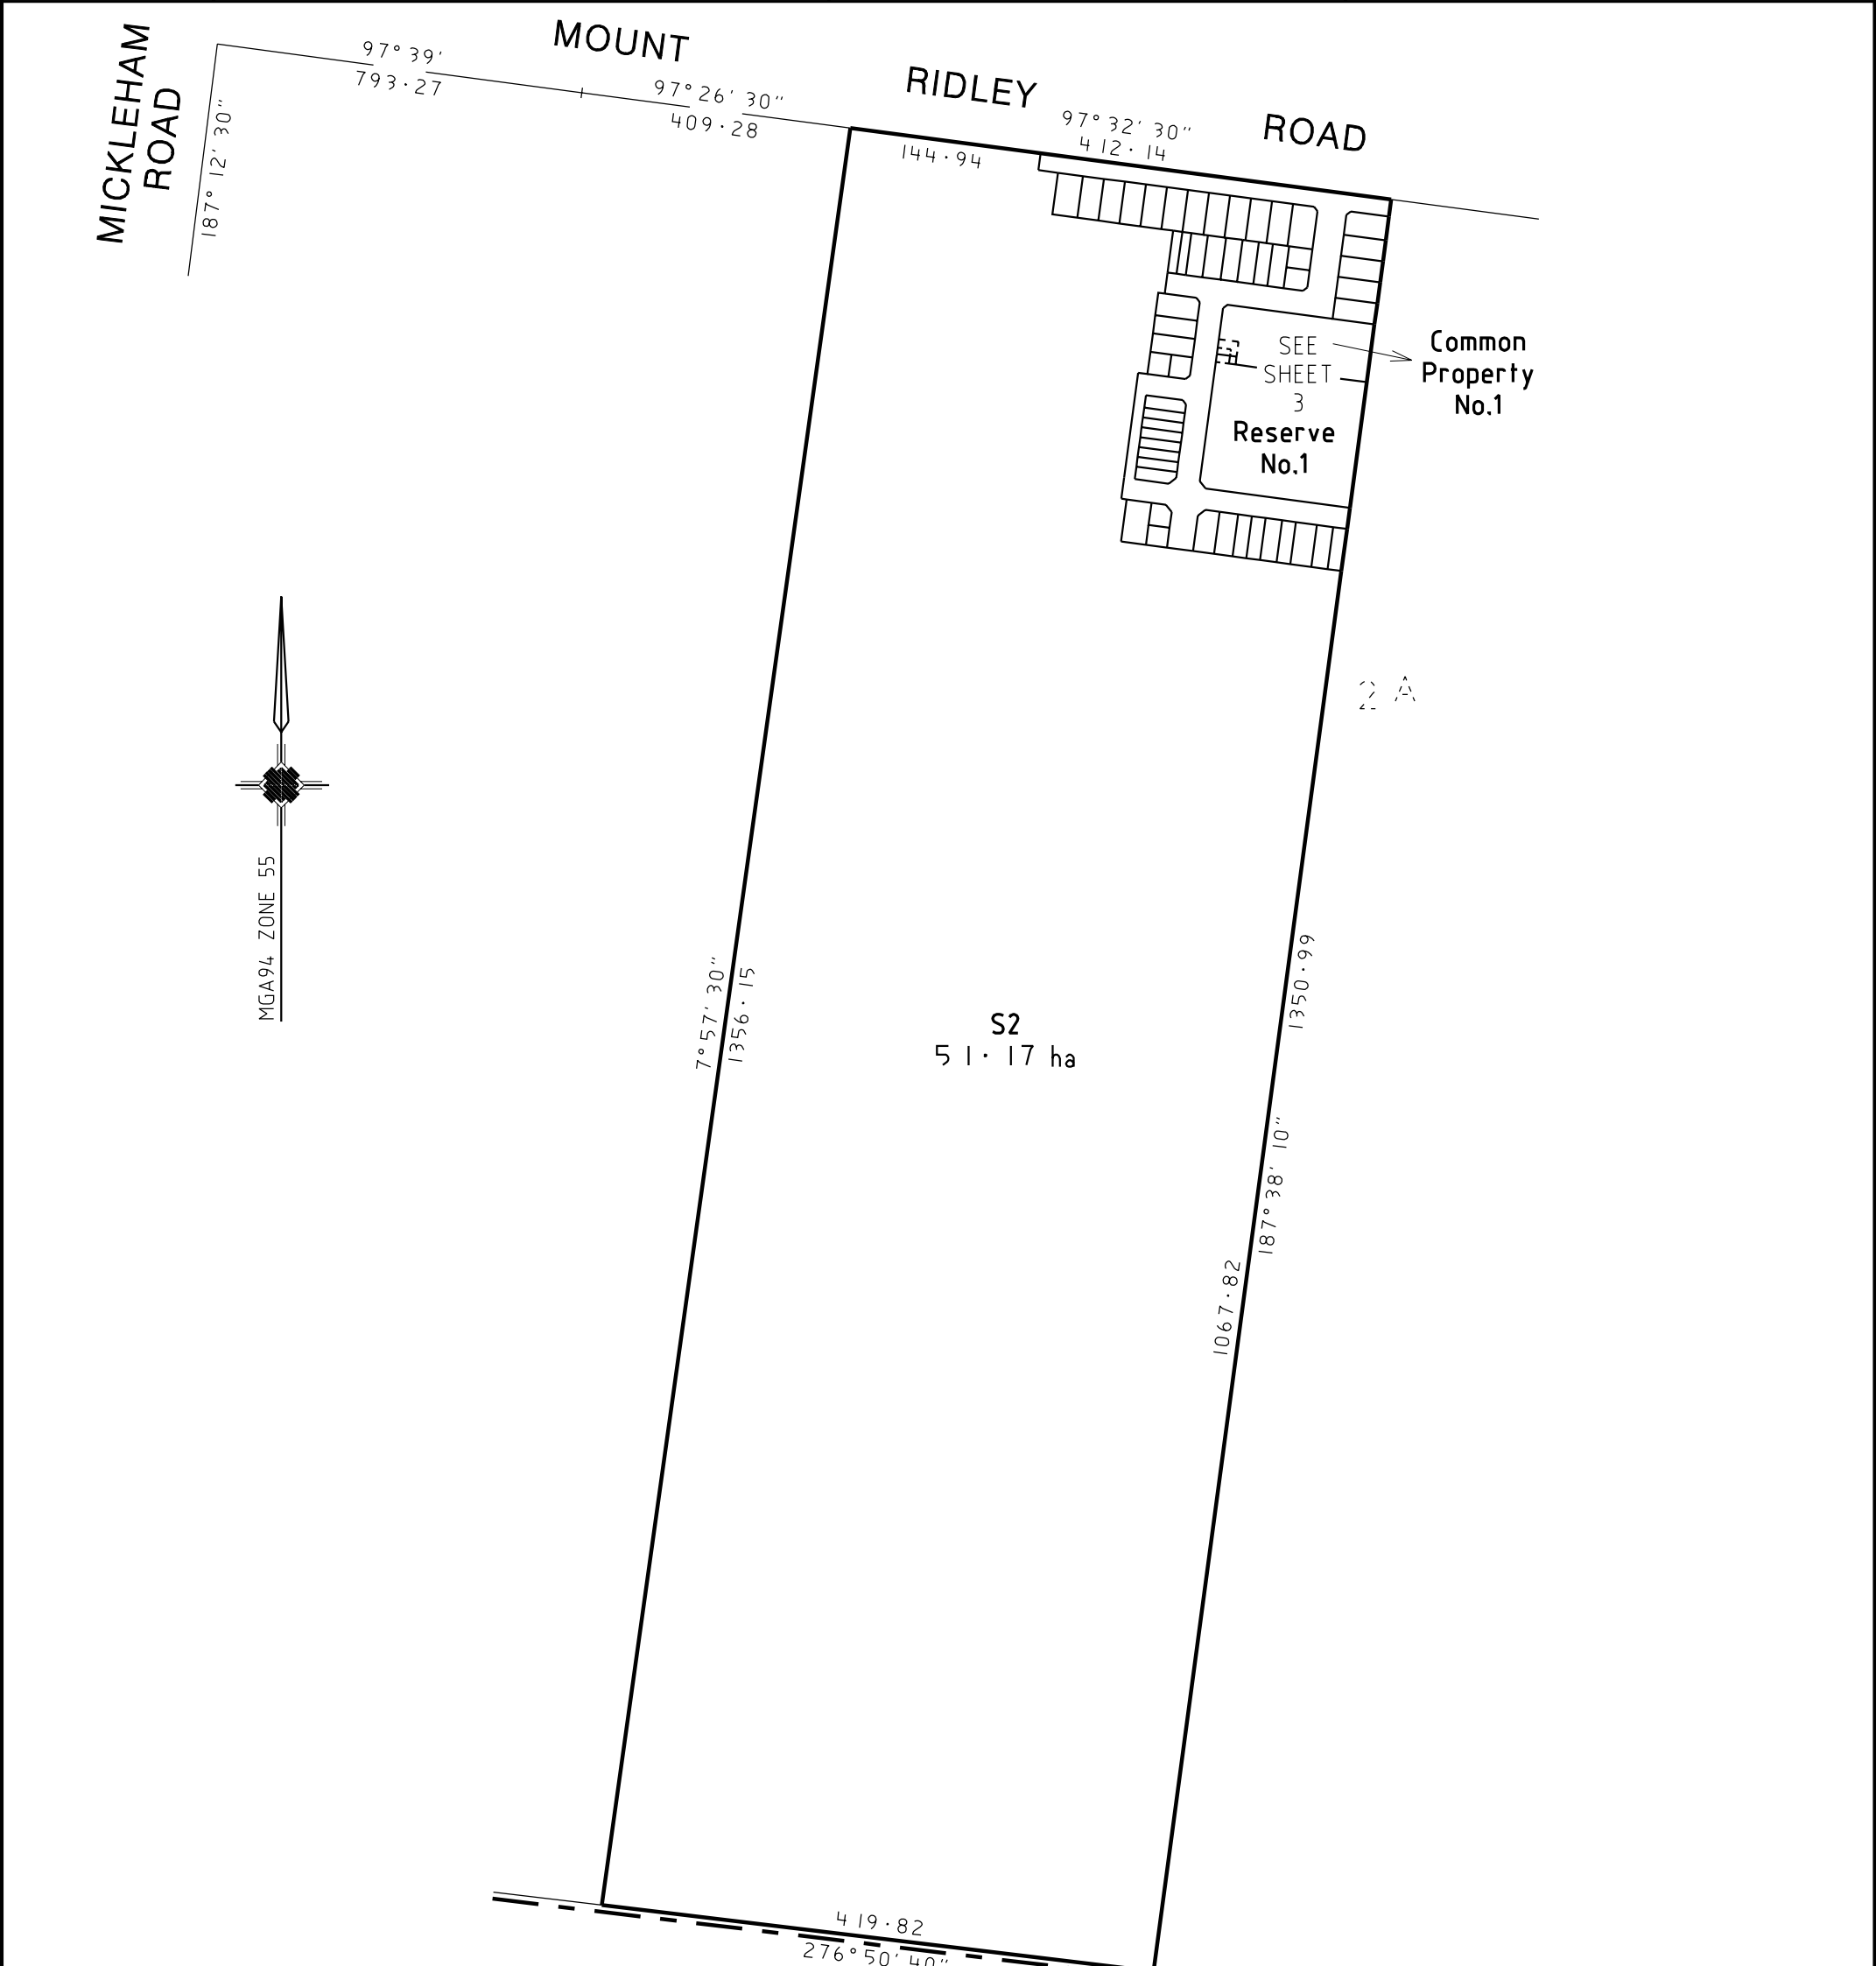 MICKLEHAM
ROAD
187° 12' 30"
97° 39'
793·27
MOUNT
97° 26' 30"
409·28
RIDLEY
ROAD
97° 32' 30"
412·14
144·94
SEE
SHEET
3
Common
Property
No.1
Reserve
No.1
2 A
MGA94 ZONE 55
7° 57' 30"
1356·15
S2
51·17 ha
1350·99
187° 38' 10"
1067·82
419·82
276° 50' 40"